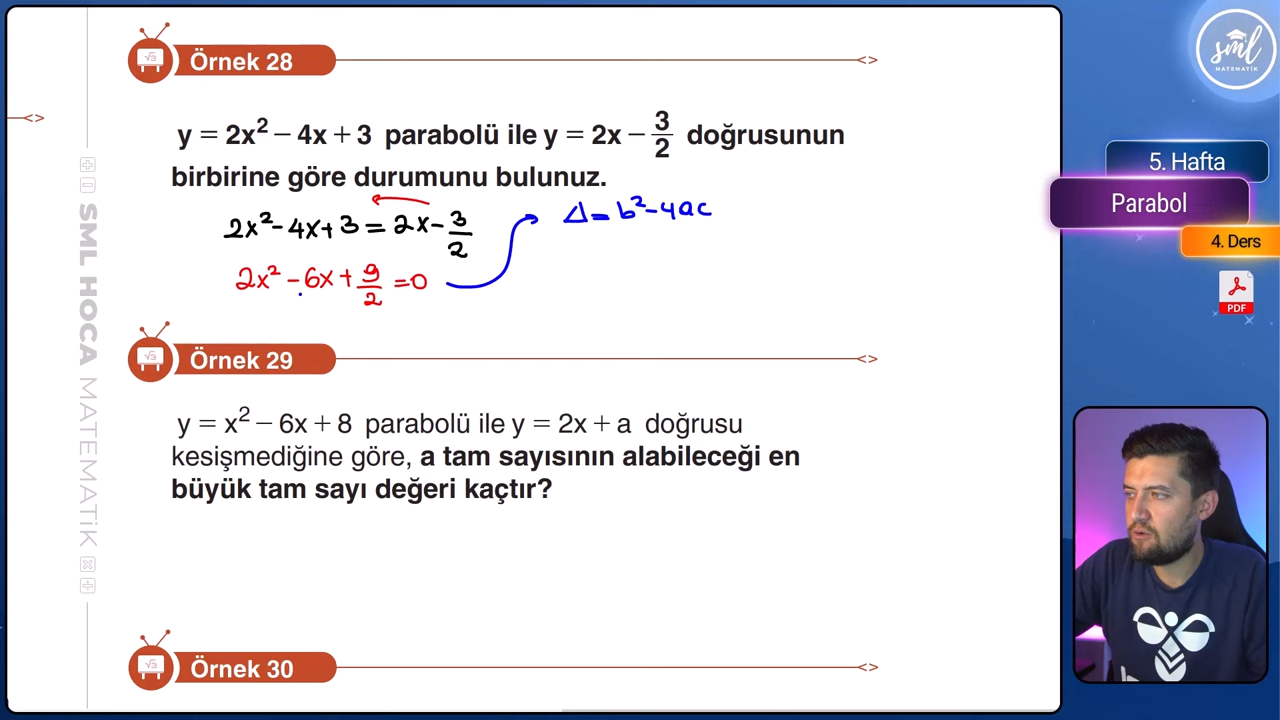 Örnek 28
y = 2x² − 4x + 3 parabolü ile y = 2x − 3/2 doğrusunun
birbirine göre durumunu bulunuz.
2x² − 4x + 3 = 2x − 3/2
Δ = b² − 4ac
2x² − 6x + 9/2 = 0
Örnek 29
y = x² − 6x + 8 parabolü ile y = 2x + a doğrusu
kesişmediğine göre, a tam sayısının alabileceği en
büyük tam sayı değeri kaçtır?
Örnek 30
SML HOCA MATEMATİK
sml
MATEMATİK
5. Hafta
Parabol
4. Ders
PDF